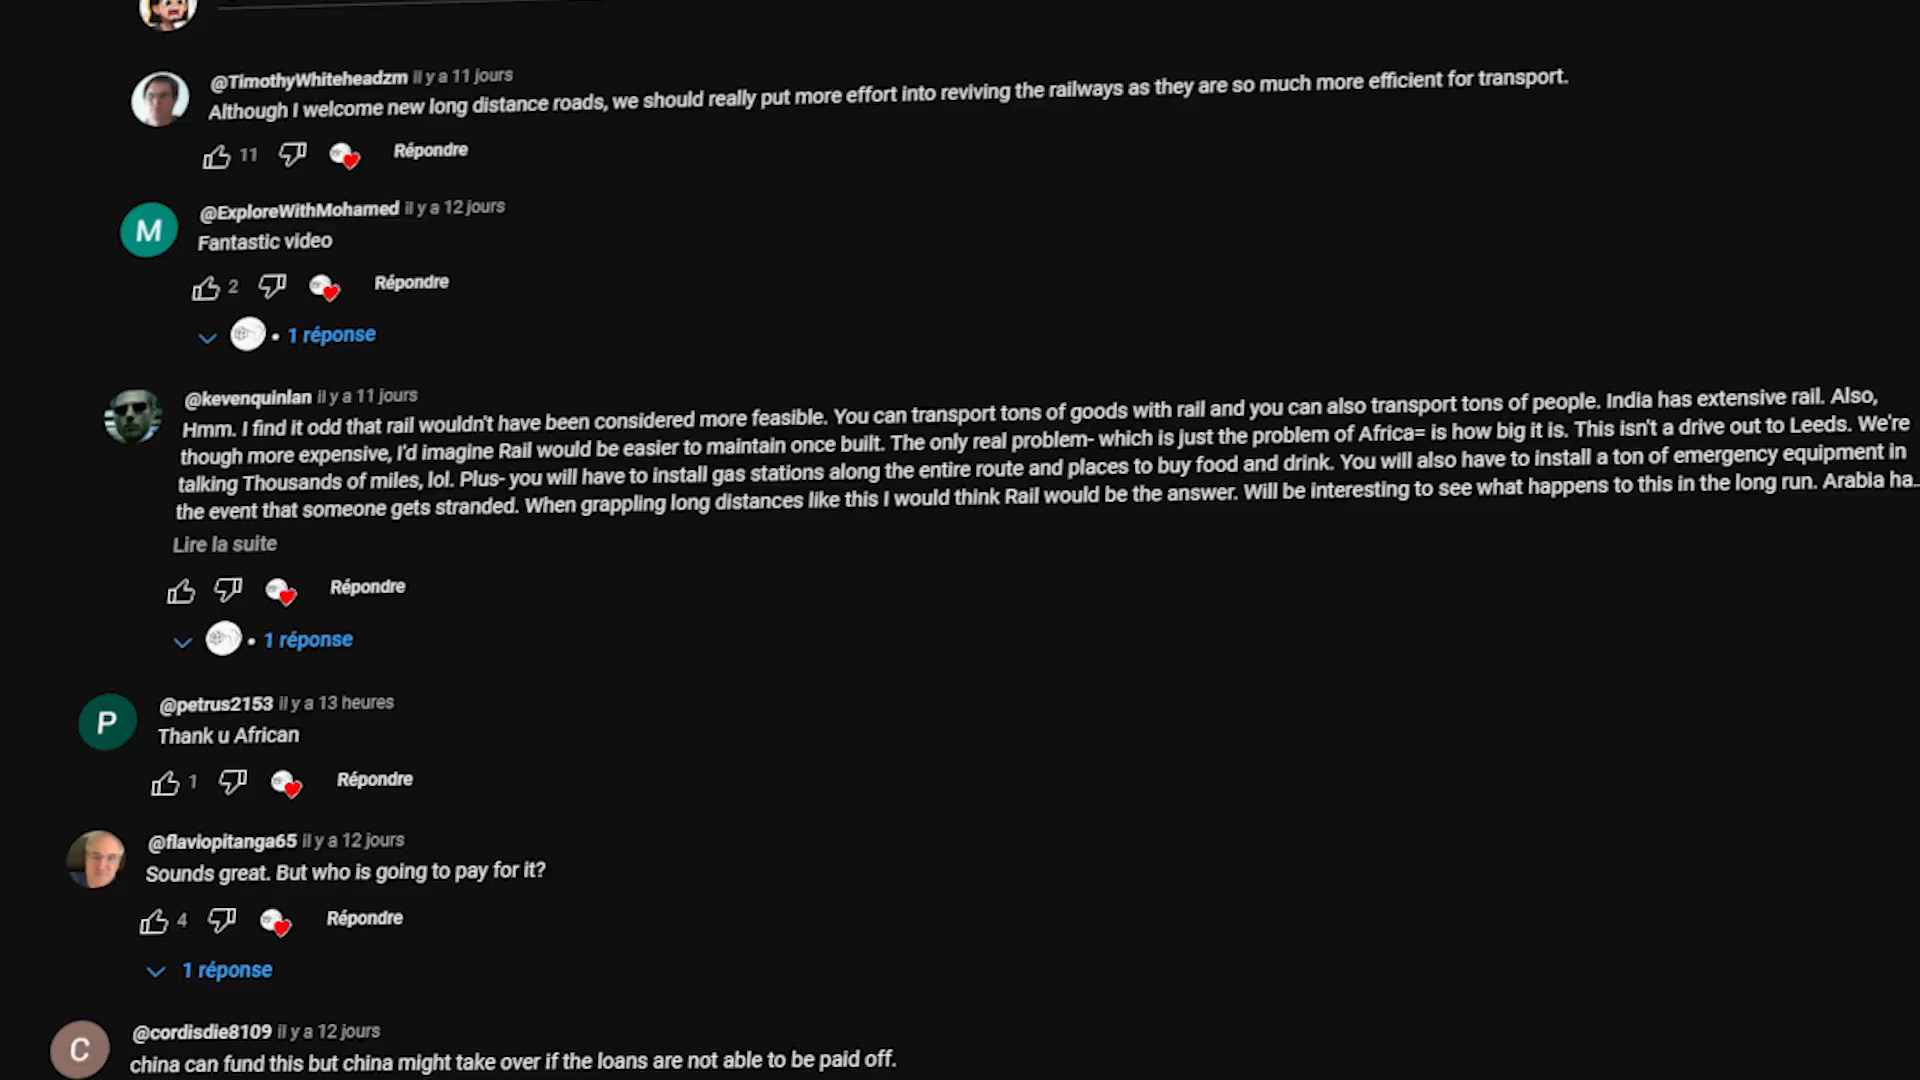 @TimothyWhiteheadzm il y a 11 jours
Although I welcome new long distance roads, we should really put more effort into reviving the railways as they are so much more efficient for transport.
11 Répondre
M
@ExploreWithMohamed il y a 12 jours
Fantastic video
2 Répondre
• 1 réponse
@kevenquinlan il y a 11 jours
Hmm. I find it odd that rail wouldn't have been considered more feasible. You can transport tons of goods with rail and you can also transport tons of people. India has extensive rail. Also,
though more expensive, I'd imagine Rail would be easier to maintain once built. The only real problem- which is just the problem of Africa= is how big it is. This isn't a drive out to Leeds. We're
talking Thousands of miles, lol. Plus- you will have to install gas stations along the entire route and places to buy food and drink. You will also have to install a ton of emergency equipment in
the event that someone gets stranded. When grappling long distances like this I would think Rail would be the answer. Will be interesting to see what happens to this in the long run. Arabia ha...
Lire la suite
Répondre
• 1 réponse
P
@petrus2153 il y a 13 heures
Thank u African
1 Répondre
@flaviopitanga65 il y a 12 jours
Sounds great. But who is going to pay for it?
4 Répondre
1 réponse
C
@cordisdie8109 il y a 12 jours
china can fund this but china might take over if the loans are not able to be paid off.